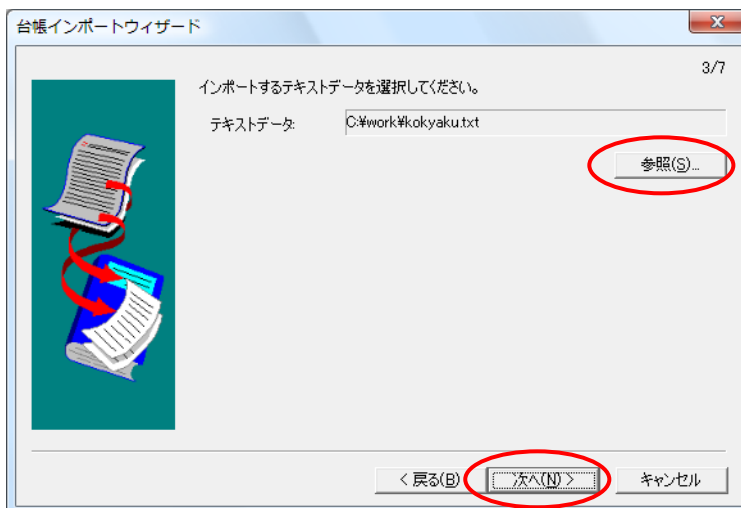 台帳インポートウィザード
3/7
インポートするテキストデータを選択してください。
テキストデータ: C:¥work¥kokyaku.txt
参照(S)...
< 戻る(B) 次へ(N) > キャンセル